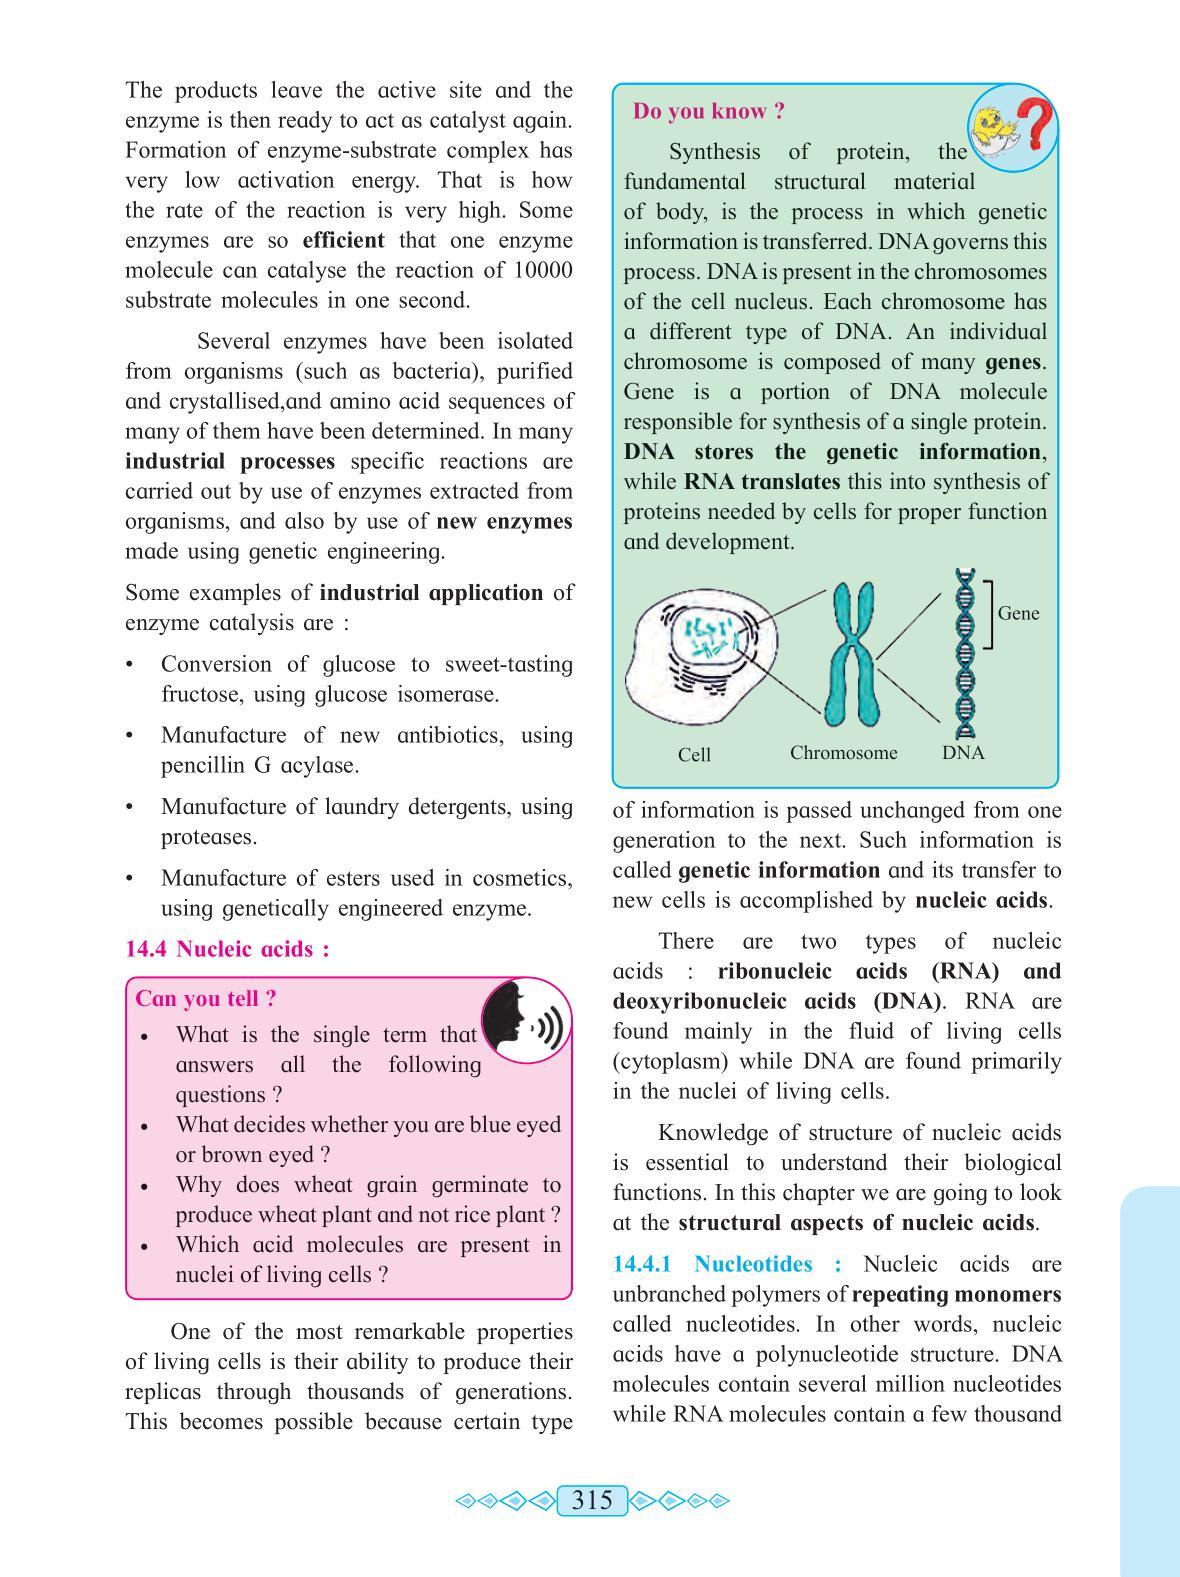 The products leave the active site and the
enzyme is then ready to act as catalyst again.
Formation of enzyme-substrate complex has
very low activation energy. That is how
the rate of the reaction is very high. Some
enzymes are so efficient that one enzyme
molecule can catalyse the reaction of 10000
substrate molecules in one second.
Several enzymes have been isolated
from organisms (such as bacteria), purified
and crystallised,and amino acid sequences of
many of them have been determined. In many
industrial processes specific reactions are
carried out by use of enzymes extracted from
organisms, and also by use of new enzymes
made using genetic engineering.
Some examples of industrial application of
enzyme catalysis are :
• Conversion of glucose to sweet-tasting
fructose, using glucose isomerase.
• Manufacture of new antibiotics, using
pencillin G acylase.
• Manufacture of laundry detergents, using
proteases.
• Manufacture of esters used in cosmetics,
using genetically engineered enzyme.
14.4 Nucleic acids :
Can you tell ?
• What is the single term that
answers all the following
questions ?
• What decides whether you are blue eyed
or brown eyed ?
• Why does wheat grain germinate to
produce wheat plant and not rice plant ?
• Which acid molecules are present in
nuclei of living cells ?
One of the most remarkable properties
of living cells is their ability to produce their
replicas through thousands of generations.
This becomes possible because certain type
Do you know ?
?
Synthesis of protein, the
fundamental structural material
of body, is the process in which genetic
information is transferred. DNA governs this
process. DNA is present in the chromosomes
of the cell nucleus. Each chromosome has
a different type of DNA. An individual
chromosome is composed of many genes.
Gene is a portion of DNA molecule
responsible for synthesis of a single protein.
DNA stores the genetic information,
while RNA translates this into synthesis of
proteins needed by cells for proper function
and development.
Gene
Cell Chromosome DNA
of information is passed unchanged from one
generation to the next. Such information is
called genetic information and its transfer to
new cells is accomplished by nucleic acids.
There are two types of nucleic
acids : ribonucleic acids (RNA) and
deoxyribonucleic acids (DNA). RNA are
found mainly in the fluid of living cells
(cytoplasm) while DNA are found primarily
in the nuclei of living cells.
Knowledge of structure of nucleic acids
is essential to understand their biological
functions. In this chapter we are going to look
at the structural aspects of nucleic acids.
14.4.1 Nucleotides : Nucleic acids are
unbranched polymers of repeating monomers
called nucleotides. In other words, nucleic
acids have a polynucleotide structure. DNA
molecules contain several million nucleotides
while RNA molecules contain a few thousand
315